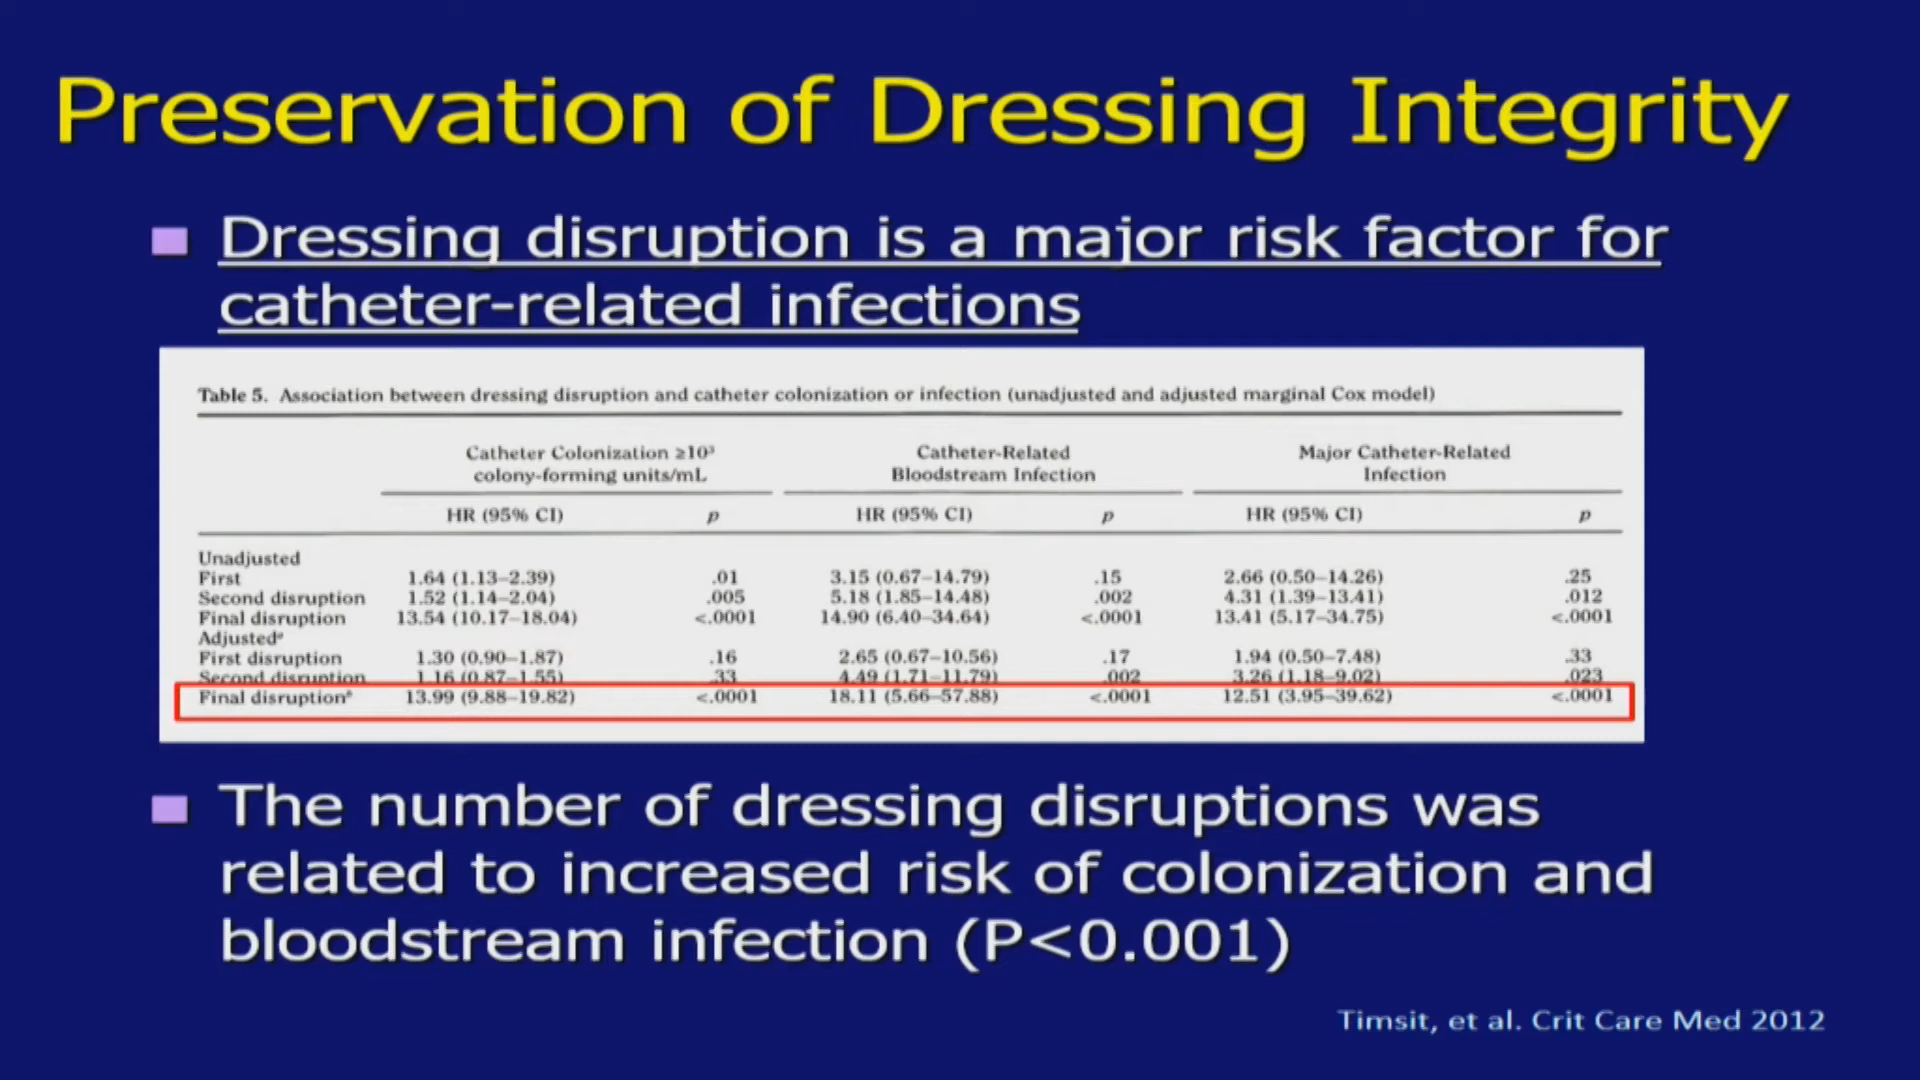 Preservation of Dressing Integrity
Dressing disruption is a major risk factor for
catheter-related infections
Table 5. Association between dressing disruption and catheter colonization or infection (unadjusted and adjusted marginal Cox model)
Catheter Colonization ≥10³ Catheter-Related Major Catheter-Related
colony-forming units/mL Bloodstream Infection Infection
HR (95% CI) p HR (95% CI) p HR (95% CI) p
Unadjusted
First 1.64 (1.13–2.39) .01 3.15 (0.67–14.79) .15 2.66 (0.50–14.26) .25
Second disruption 1.52 (1.14–2.04) .005 5.18 (1.85–14.48) .002 4.31 (1.39–13.41) .012
Final disruption 13.54 (10.17–18.04) <.0001 14.90 (6.40–34.64) <.0001 13.41 (5.17–34.75) <.0001
Adjustedᵃ
First disruption 1.30 (0.90–1.87) .16 2.65 (0.67–10.56) .17 1.94 (0.50–7.48) .33
Second disruption 1.16 (0.87–1.55) .33 4.49 (1.71–11.79) .002 3.26 (1.18–9.02) .023
Final disruptionᵃ 13.99 (9.88–19.82) <.0001 18.11 (5.66–57.88) <.0001 12.51 (3.95–39.62) <.0001
The number of dressing disruptions was
related to increased risk of colonization and
bloodstream infection (P<0.001)
Timsit, et al. Crit Care Med 2012